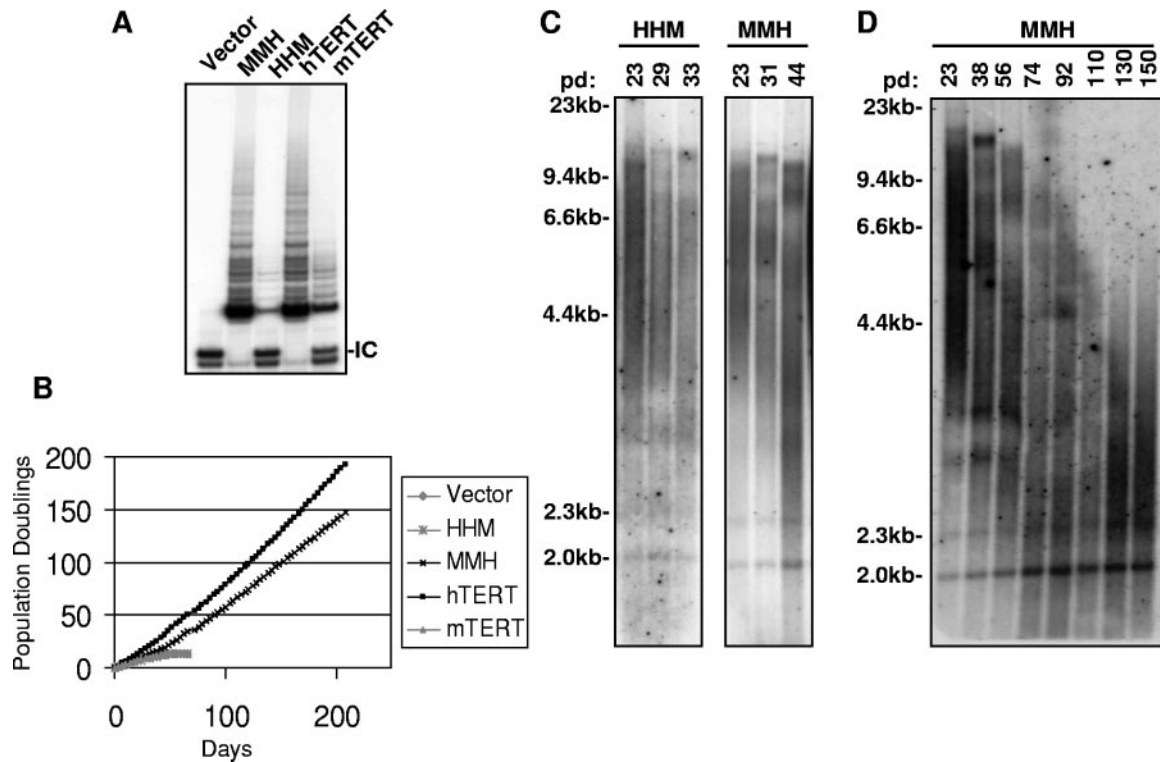 A
Vector
MMH
HHM
hTERT
mTERT
-IC
B
Population Doublings
200
150
100
50
0
0 100 200
Days
Vector
HHM
MMH
hTERT
mTERT
C
HHM MMH
pd: 23 29 33 23 31 44
23kb-
9.4kb-
6.6kb-
4.4kb-
2.3kb-
2.0kb-
D
MMH
pd: 23 38 56 74 92 110 130 150
23kb-
9.4kb-
6.6kb-
4.4kb-
2.3kb-
2.0kb-